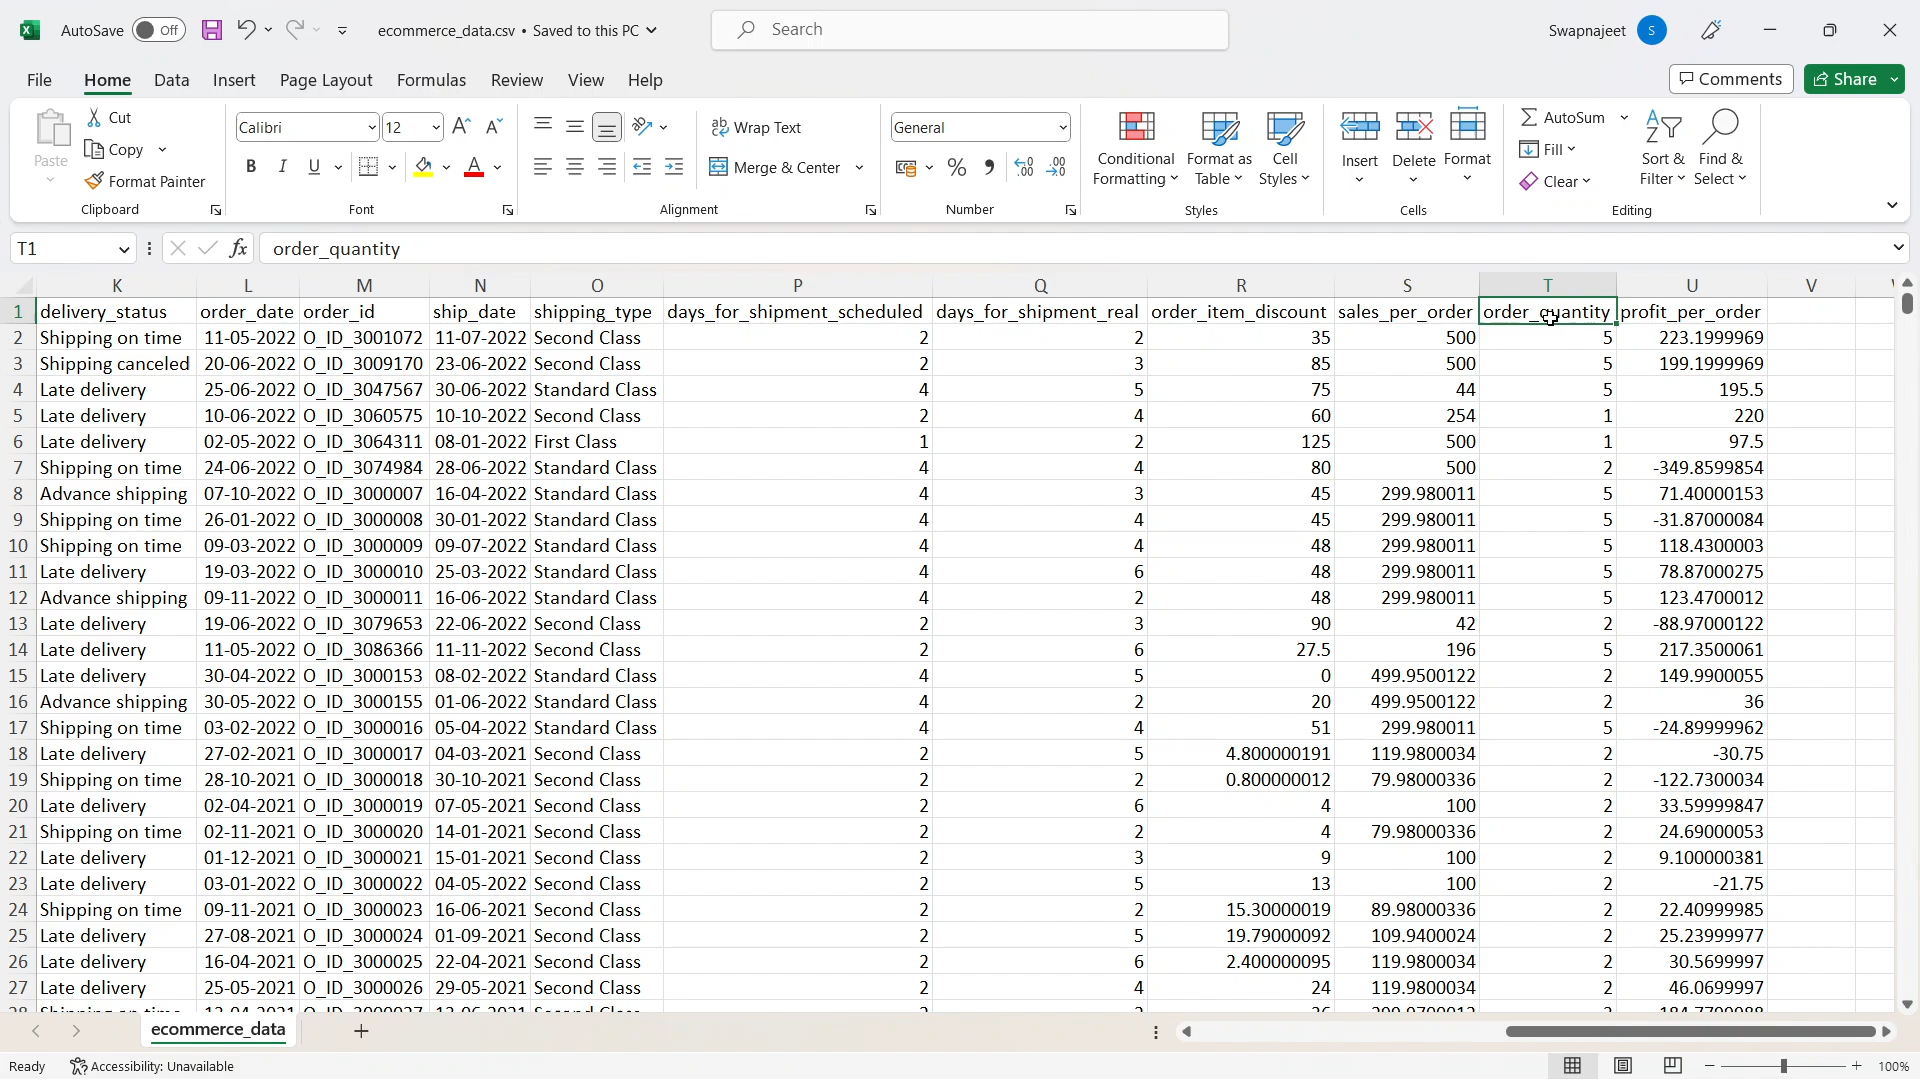 AutoSave Off ecommerce_data.csv • Saved to this PC Search Swapnajeet S
File Home Data Insert Page Layout Formulas Review View Help Comments Share
Paste Cut Copy Format Painter Clipboard
Calibri 12 B I U A Font
Wrap Text Merge & Center Alignment
General % Number
Conditional Formatting Format as Table Cell Styles Styles
Insert Delete Format Cells
AutoSum Fill Clear Sort & Filter Find & Select Editing
T1 fx order_quantity
K L M N O P Q R S T U V
1 delivery_status order_date order_id ship_date shipping_type days_for_shipment_scheduled days_for_shipment_real order_item_discount sales_per_order order_quantity profit_per_order
2 Shipping on time 11-05-2022 O_ID_3001072 11-07-2022 Second Class 2 2 35 500 5 223.1999969
3 Shipping canceled 20-06-2022 O_ID_3009170 23-06-2022 Second Class 2 3 85 500 5 199.1999969
4 Late delivery 25-06-2022 O_ID_3047567 30-06-2022 Standard Class 4 5 75 44 5 195.5
5 Late delivery 10-06-2022 O_ID_3060575 10-10-2022 Second Class 2 4 60 254 1 220
6 Late delivery 02-05-2022 O_ID_3064311 08-01-2022 First Class 1 2 125 500 1 97.5
7 Shipping on time 24-06-2022 O_ID_3074984 28-06-2022 Standard Class 4 4 80 500 2 -349.8599854
8 Advance shipping 07-10-2022 O_ID_3000007 16-04-2022 Standard Class 4 3 45 299.980011 5 71.40000153
9 Shipping on time 26-01-2022 O_ID_3000008 30-01-2022 Standard Class 4 4 45 299.980011 5 -31.87000084
10 Shipping on time 09-03-2022 O_ID_3000009 09-07-2022 Standard Class 4 4 48 299.980011 5 118.4300003
11 Late delivery 19-03-2022 O_ID_3000010 25-03-2022 Standard Class 4 6 48 299.980011 5 78.87000275
12 Advance shipping 09-11-2022 O_ID_3000011 16-06-2022 Standard Class 4 2 48 299.980011 5 123.4700012
13 Late delivery 19-06-2022 O_ID_3079653 22-06-2022 Second Class 2 3 90 42 2 -88.97000122
14 Late delivery 11-05-2022 O_ID_3086366 11-11-2022 Second Class 2 6 27.5 196 5 217.3500061
15 Late delivery 30-04-2022 O_ID_3000153 08-02-2022 Standard Class 4 5 0 499.9500122 2 149.9900055
16 Advance shipping 30-05-2022 O_ID_3000155 01-06-2022 Standard Class 4 2 20 499.9500122 2 36
17 Shipping on time 03-02-2022 O_ID_3000016 05-04-2022 Standard Class 4 4 51 299.980011 5 -24.89999962
18 Late delivery 27-02-2021 O_ID_3000017 04-03-2021 Second Class 2 5 4.800000191 119.9800034 2 -30.75
19 Shipping on time 28-10-2021 O_ID_3000018 30-10-2021 Second Class 2 2 0.800000012 79.98000336 2 -122.7300034
20 Late delivery 02-04-2021 O_ID_3000019 07-05-2021 Second Class 2 6 4 100 2 33.59999847
21 Shipping on time 02-11-2021 O_ID_3000020 14-01-2021 Second Class 2 2 4 79.98000336 2 24.69000053
22 Late delivery 01-12-2021 O_ID_3000021 15-01-2021 Second Class 2 3 9 100 2 9.100000381
23 Late delivery 03-01-2022 O_ID_3000022 04-05-2022 Second Class 2 5 13 100 2 -21.75
24 Shipping on time 09-11-2021 O_ID_3000023 16-06-2021 Second Class 2 2 15.30000019 89.98000336 2 22.40999985
25 Late delivery 27-08-2021 O_ID_3000024 01-09-2021 Second Class 2 5 19.79000092 109.9400024 2 25.23999977
26 Late delivery 16-04-2021 O_ID_3000025 22-04-2021 Second Class 2 6 2.400000095 119.9800034 2 30.5699997
27 Late delivery 25-05-2021 O_ID_3000026 29-05-2021 Second Class 2 4 24 119.9800034 2 46.0699997
ecommerce_data
Ready Accessibility: Unavailable 100%